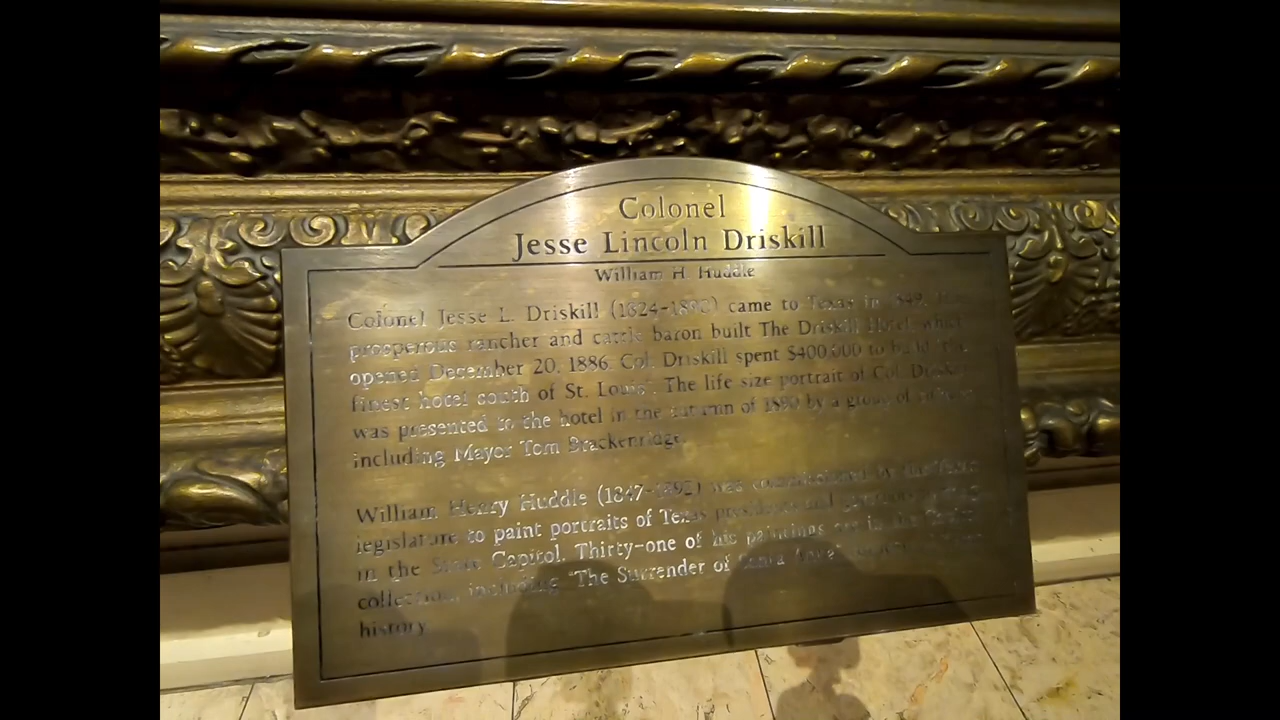 Colonel
Jesse Lincoln Driskill
William H. Huddle
Colonel Jesse L. Driskill (1824-1890) came to Texas in 1849. The
prosperous rancher and cattle baron built The Driskill Hotel, which
opened December 20, 1886. Col. Driskill spent $400,000 to build "the
finest hotel south of St. Louis". The life size portrait of Col. Driskill
was presented to the hotel in the autumn of 1890 by a group of citizens
including Mayor Tom Brackenridge.
William Henry Huddle (1847-1892) was commissioned by the Texas
legislature to paint portraits of Texas presidents and governors
in the State Capitol. Thirty-one of his paintings are in the
collection, including "The Surrender of Santa Anna"
history.